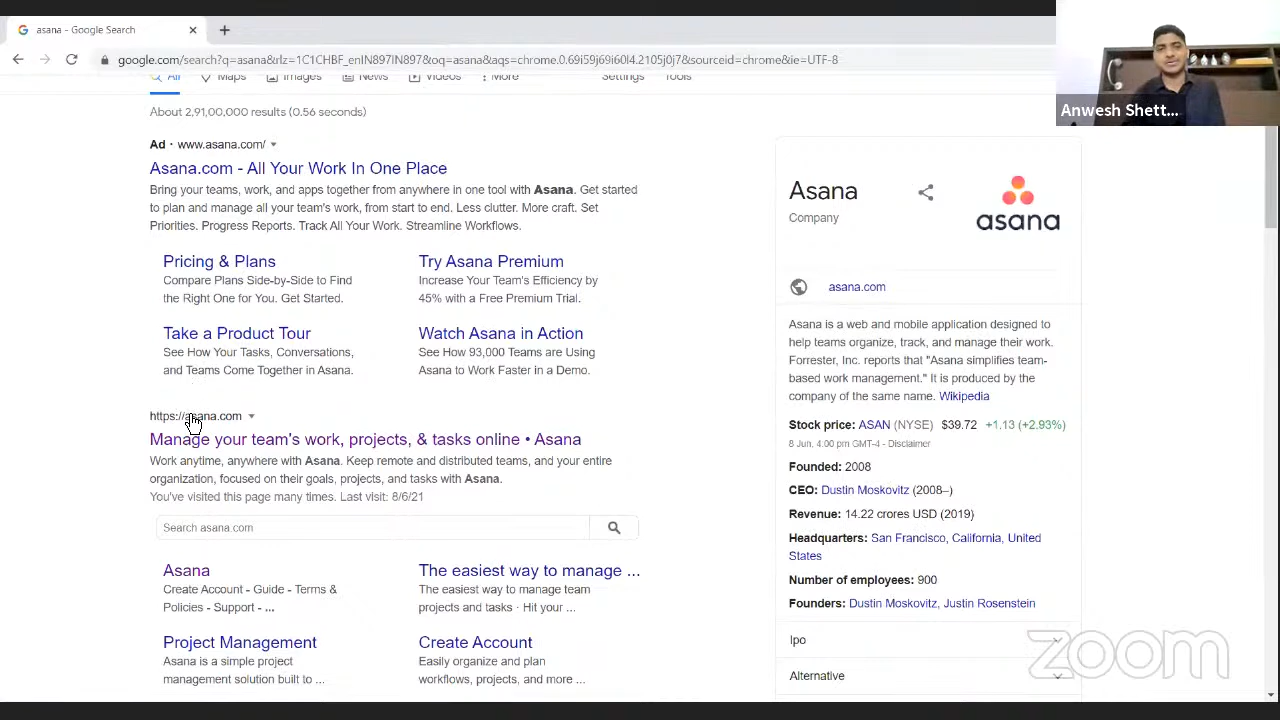 asana - Google Search
google.com/search?q=asana&rlz=1C1CHBF_enIN897IN897&oq=asana&aqs=chrome.0.69i59j69i60l4.2105j0j7&sourceid=chrome&ie=UTF-8
Anwesh Shett...
All Maps Images News Videos More Settings Tools
About 2,91,00,000 results (0.56 seconds)
Ad · www.asana.com/
Asana.com - All Your Work In One Place
Bring your teams, work, and apps together from anywhere in one tool with Asana. Get started
to plan and manage all your team's work, from start to end. Less clutter. More craft. Set
Priorities. Progress Reports. Track All Your Work. Streamline Workflows.
Pricing & Plans
Compare Plans Side-by-Side to Find
the Right One for You. Get Started.
Try Asana Premium
Increase Your Team's Efficiency by
45% with a Free Premium Trial.
Take a Product Tour
See How Your Tasks, Conversations,
and Teams Come Together in Asana.
Watch Asana in Action
See How 93,000 Teams are Using
Asana to Work Faster in a Demo.
https://asana.com
Manage your team's work, projects, & tasks online • Asana
Work anytime, anywhere with Asana. Keep remote and distributed teams, and your entire
organization, focused on their goals, projects, and tasks with Asana.
You've visited this page many times. Last visit: 8/6/21
Search asana.com
Asana
Create Account - Guide - Terms &
Policies - Support - ...
The easiest way to manage ...
The easiest way to manage team
projects and tasks · Hit your ...
Project Management
Asana is a simple project
management solution built to ...
Create Account
Easily organize and plan
workflows, projects, and more ...
Asana
Company
asana
asana.com
Asana is a web and mobile application designed to
help teams organize, track, and manage their work.
Forrester, Inc. reports that "Asana simplifies team-
based work management." It is produced by the
company of the same name. Wikipedia
Stock price: ASAN (NYSE) $39.72 +1.13 (+2.93%)
8 Jun, 4:00 pm GMT-4 - Disclaimer
Founded: 2008
CEO: Dustin Moskovitz (2008–)
Revenue: 14.22 crores USD (2019)
Headquarters: San Francisco, California, United
States
Number of employees: 900
Founders: Dustin Moskovitz, Justin Rosenstein
Ipo
Alternative
zoom